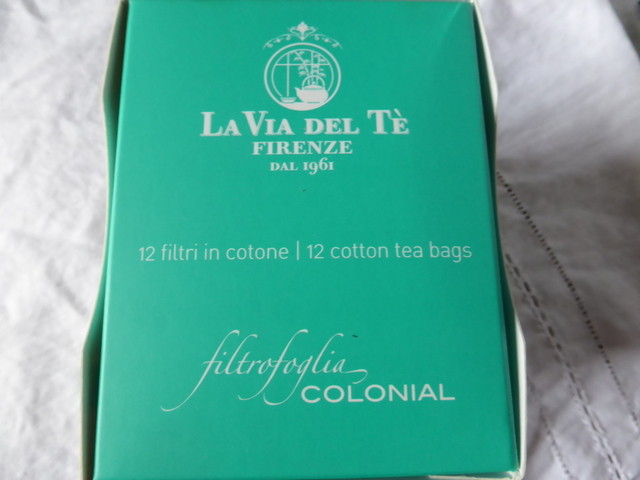 LA VIA DEL TÈ
FIRENZE
DAL 1961
12 filtri in cotone | 12 cotton tea bags
filtrofoglia
COLONIAL